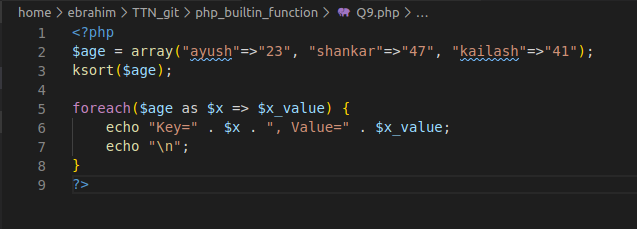 home > ebrahim > TTN_git > php_builtin_function > Q9.php > ...
1 <?php
2 $age = array("ayush"=>"23", "shankar"=>"47", "kailash"=>"41");
3 ksort($age);
4
5 foreach($age as $x => $x_value) {
6     echo "Key=" . $x . ", Value=" . $x_value;
7     echo "\n";
8 }
9 ?>